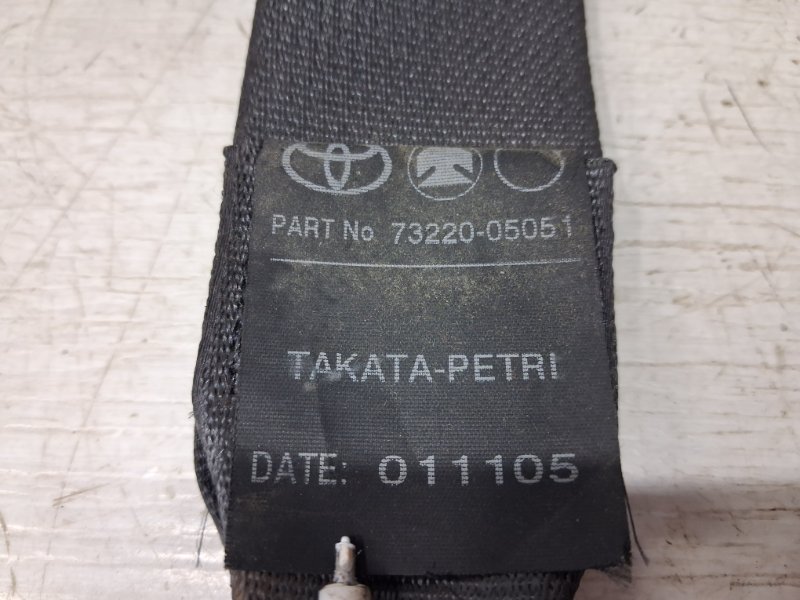 PART No 73220-05051
TAKATA-PETRI
DATE: 011105